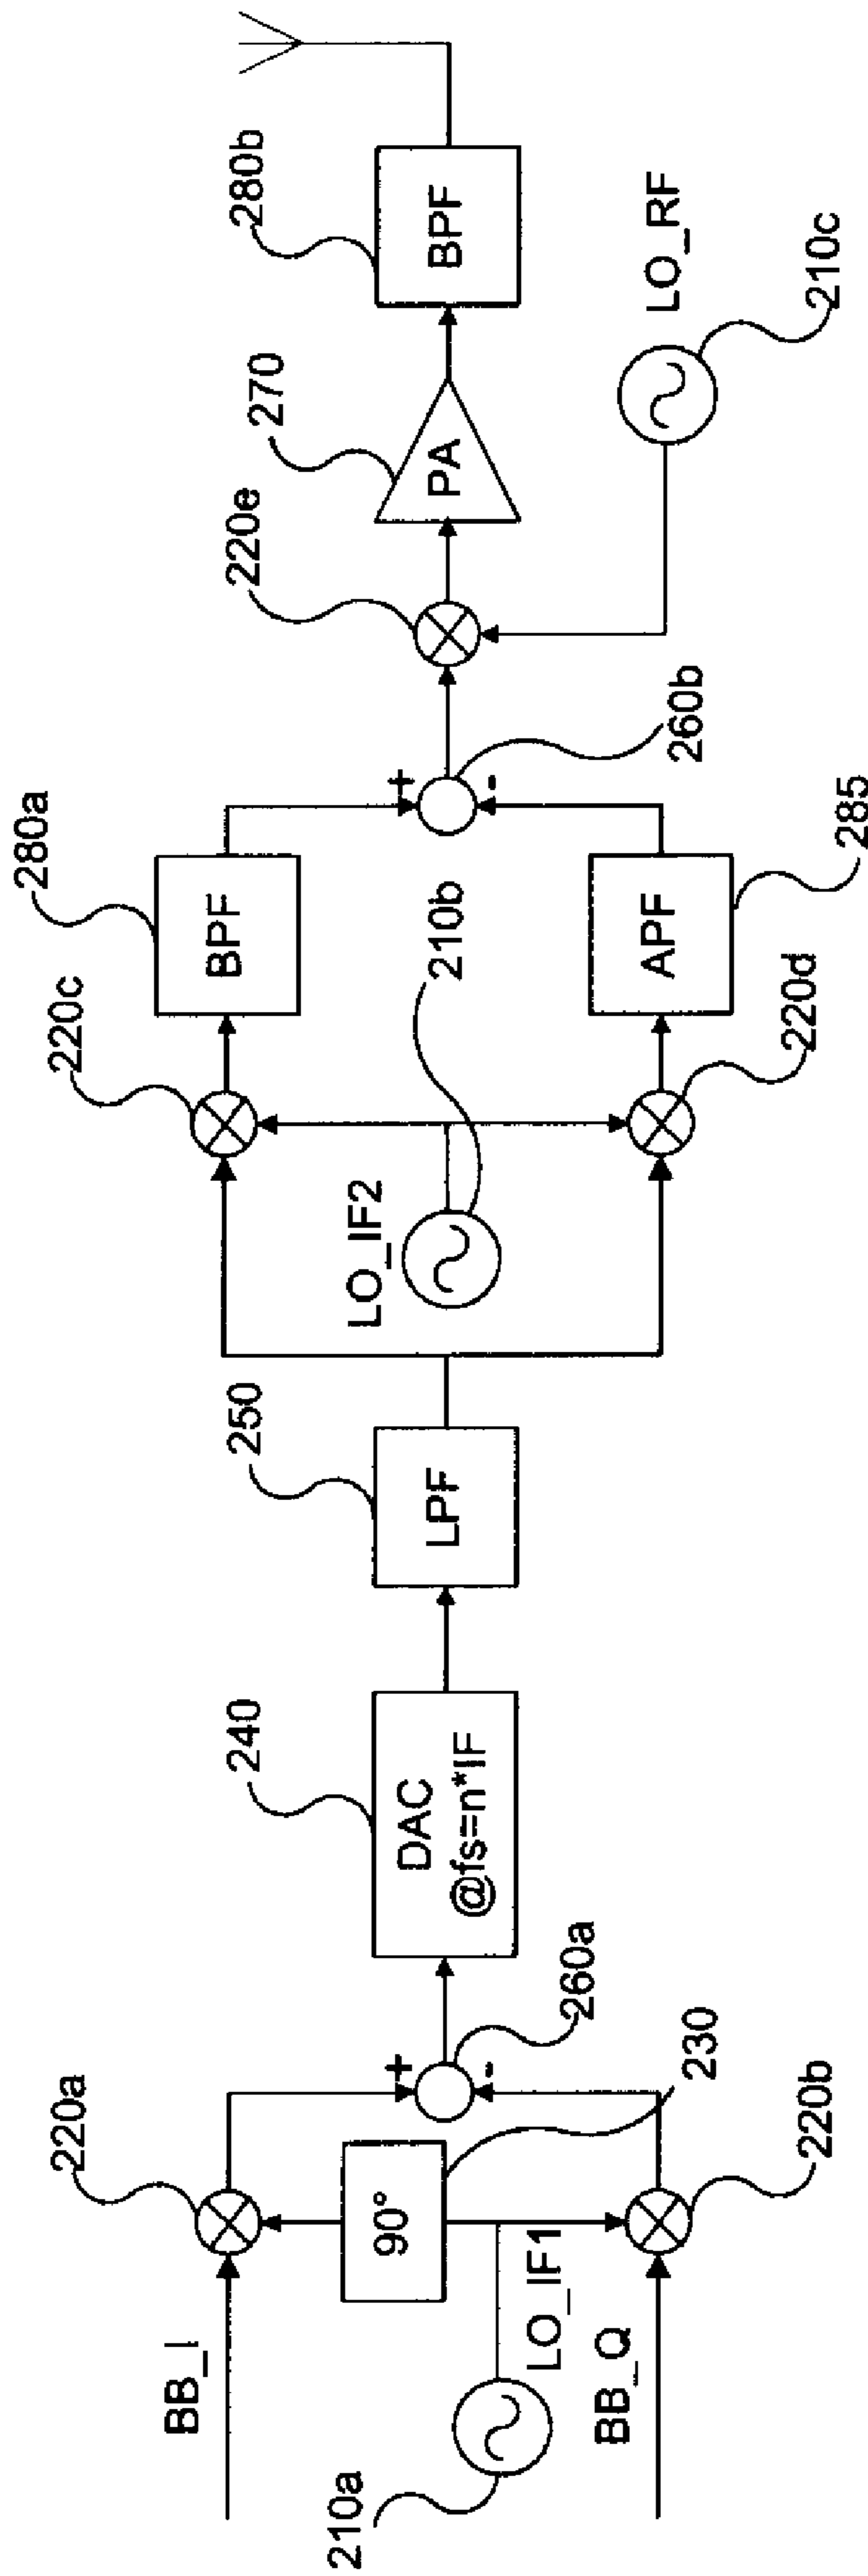 BB_I
220a
90°
230
LO_IF1
210a
BB_Q
220b
+
-
260a
240
DAC
@fs=n*IF
250
LPF
LO_IF2
210b
220c
220d
280a
BPF
APF
285
+
-
260b
220e
270
PA
280b
BPF
LO_RF
210c